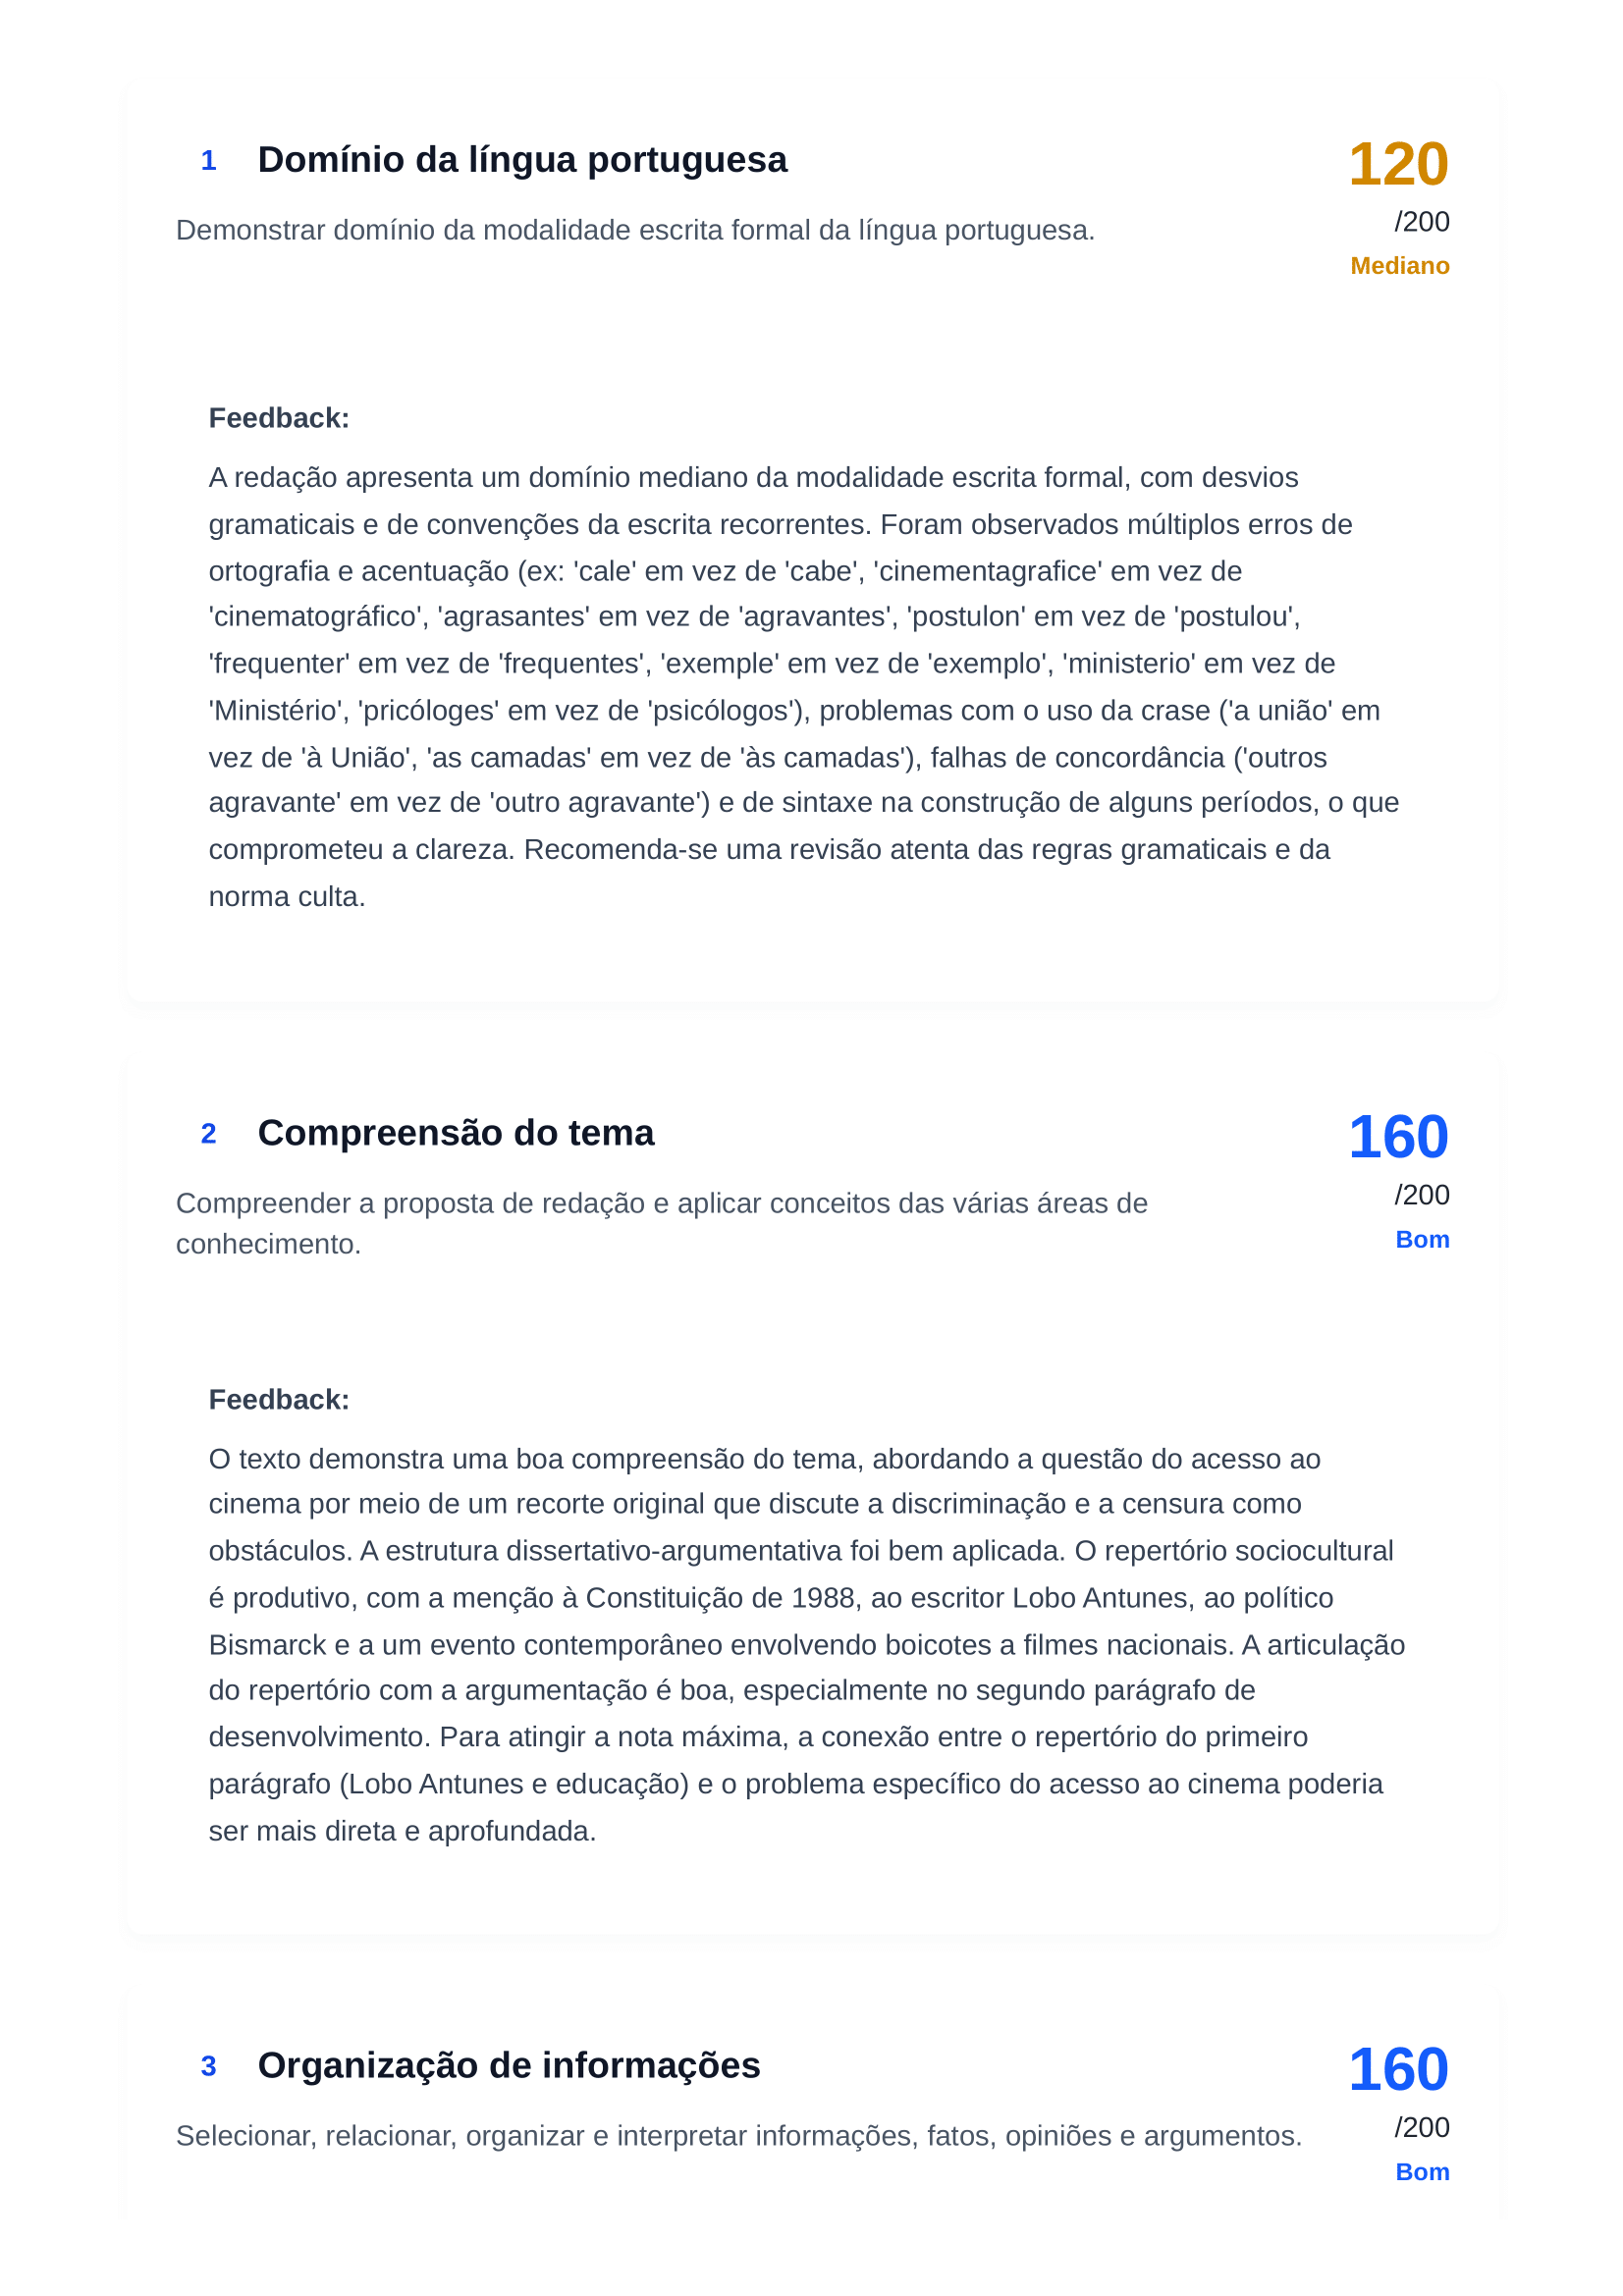 1 Domínio da língua portuguesa
120
Demonstrar domínio da modalidade escrita formal da língua portuguesa.
/200
Mediano
Feedback:
A redação apresenta um domínio mediano da modalidade escrita formal, com desvios
gramaticais e de convenções da escrita recorrentes. Foram observados múltiplos erros de
ortografia e acentuação (ex: 'cale' em vez de 'cabe', 'cinementagrafice' em vez de
'cinematográfico', 'agrasantes' em vez de 'agravantes', 'postulon' em vez de 'postulou',
'frequenter' em vez de 'frequentes', 'exemple' em vez de 'exemplo', 'ministerio' em vez de
'Ministério', 'pricóloges' em vez de 'psicólogos'), problemas com o uso da crase ('a união' em
vez de 'à União', 'as camadas' em vez de 'às camadas'), falhas de concordância ('outros
agravante' em vez de 'outro agravante') e de sintaxe na construção de alguns períodos, o que
comprometeu a clareza. Recomenda-se uma revisão atenta das regras gramaticais e da
norma culta.
2 Compreensão do tema
160
Compreender a proposta de redação e aplicar conceitos das várias áreas de
conhecimento.
/200
Bom
Feedback:
O texto demonstra uma boa compreensão do tema, abordando a questão do acesso ao
cinema por meio de um recorte original que discute a discriminação e a censura como
obstáculos. A estrutura dissertativo-argumentativa foi bem aplicada. O repertório sociocultural
é produtivo, com a menção à Constituição de 1988, ao escritor Lobo Antunes, ao político
Bismarck e a um evento contemporâneo envolvendo boicotes a filmes nacionais. A articulação
do repertório com a argumentação é boa, especialmente no segundo parágrafo de
desenvolvimento. Para atingir a nota máxima, a conexão entre o repertório do primeiro
parágrafo (Lobo Antunes e educação) e o problema específico do acesso ao cinema poderia
ser mais direta e aprofundada.
3 Organização de informações
160
Selecionar, relacionar, organizar e interpretar informações, fatos, opiniões e argumentos.
/200
Bom